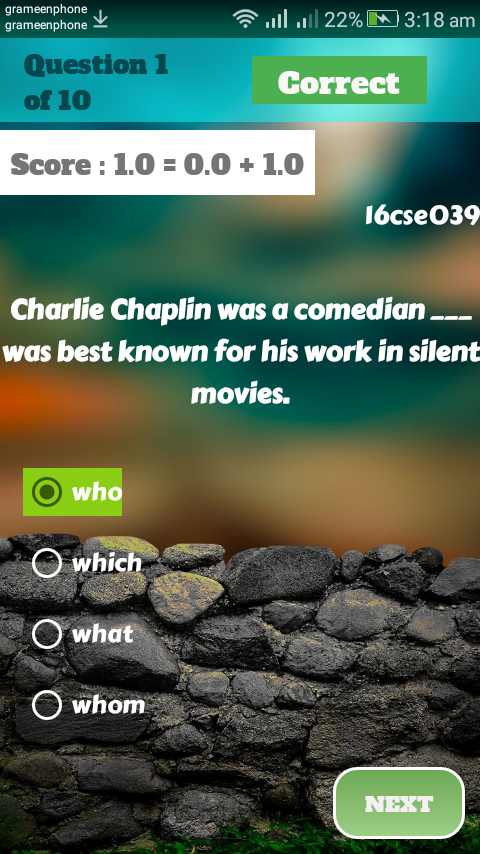 grameenphone
grameenphone
22% 3:18 am
Question 1
of 10
Correct
Score : 1.0 = 0.0 + 1.0
16cse039
Charlie Chaplin was a comedian ___
was best known for his work in silent
movies.
who
which
what
whom
NEXT